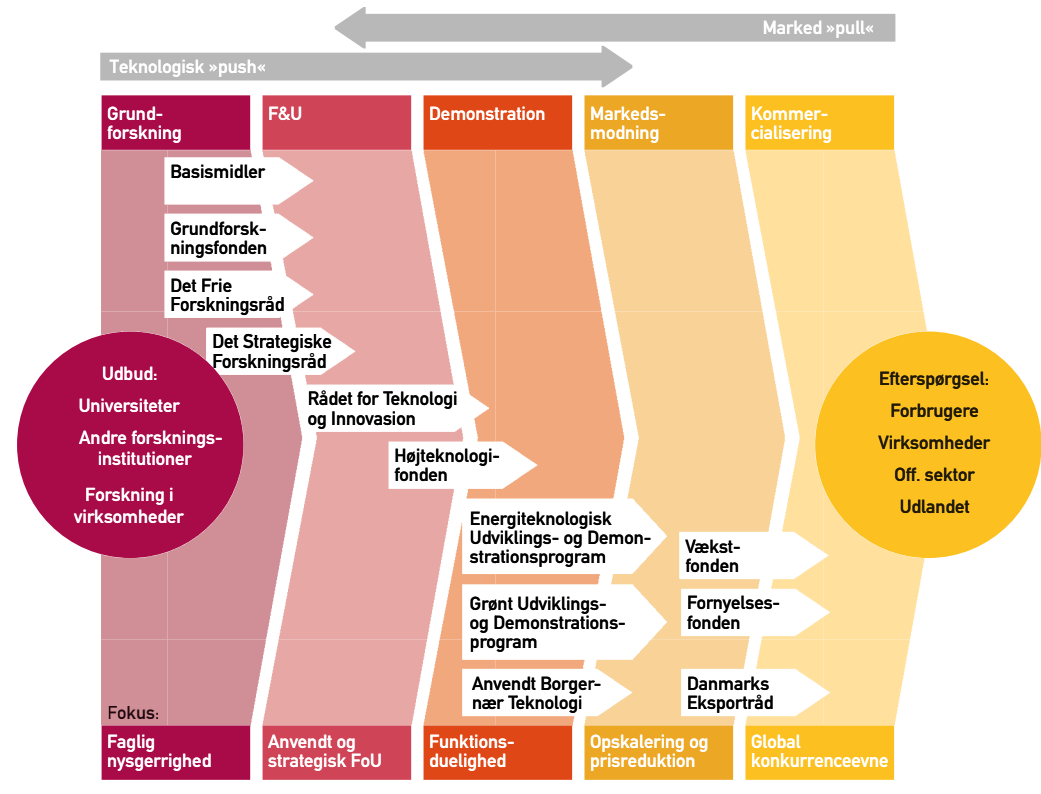 Marked »pull«
Teknologisk »push«
Grund-
forskning
F&U
Demonstration
Markeds-
modning
Kommer-
cialisering
Basismidler
Grundforsk-
ningsfonden
Det Frie
Forskningsråd
Det Strategiske
Forskningsråd
Rådet for Teknologi
og Innovasion
Højteknologi-
fonden
Energiteknologisk
Udviklings- og Demon-
strationsprogram
Grønt Udviklings-
og Demonstrations-
program
Anvendt Borger-
nær Teknologi
Vækst-
fonden
Fornyelses-
fonden
Danmarks
Eksportråd
Udbud:
Universiteter
Andre forsknings-
institutioner
Forskning i
virksomheder
Efterspørgsel:
Forbrugere
Virksomheder
Off. sektor
Udlandet
Fokus:
Faglig
nysgerrighed
Anvendt og
strategisk FoU
Funktions-
duelighed
Opskalering og
prisreduktion
Global
konkurrenceevne